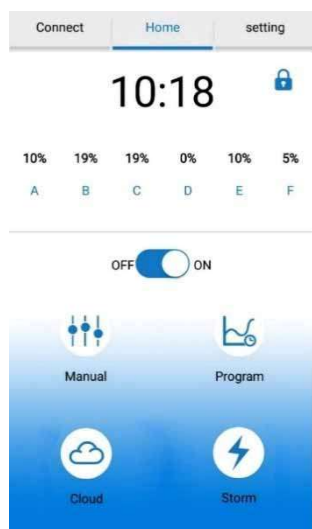 Connect Home setting
10:18
10% 19% 19% 0% 10% 5%
A B C D E F
OFF ON
Manual Program
Cloud Storm